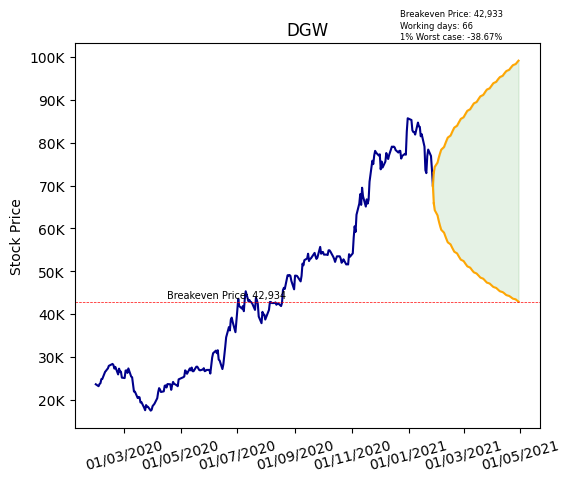 Breakeven Price: 42,933
Working days: 66
1% Worst case: -38.67%
DGW
100K
90K
80K
70K
60K
50K
40K
30K
20K
Stock Price
Breakeven Price: 42,934
01/03/2020
01/05/2020
01/07/2020
01/09/2020
01/11/2020
01/01/2021
01/03/2021
01/05/2021